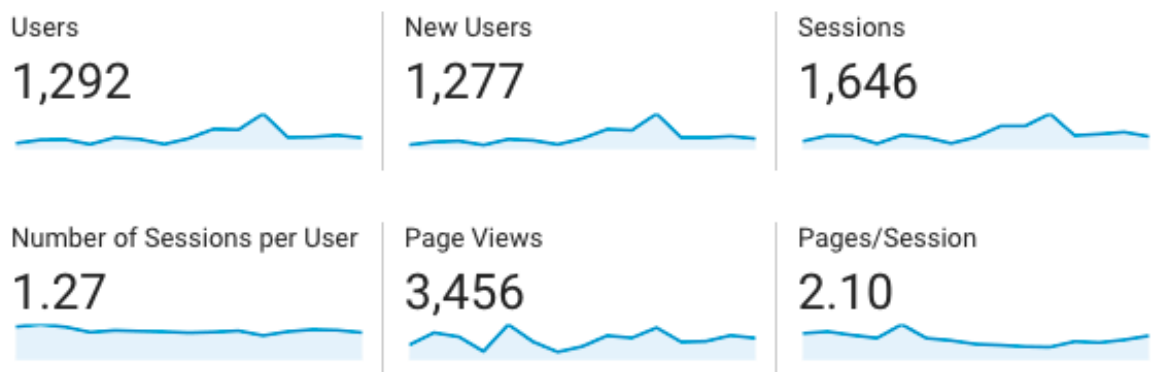 Users
1,292
New Users
1,277
Sessions
1,646
Number of Sessions per User
1.27
Page Views
3,456
Pages/Session
2.10